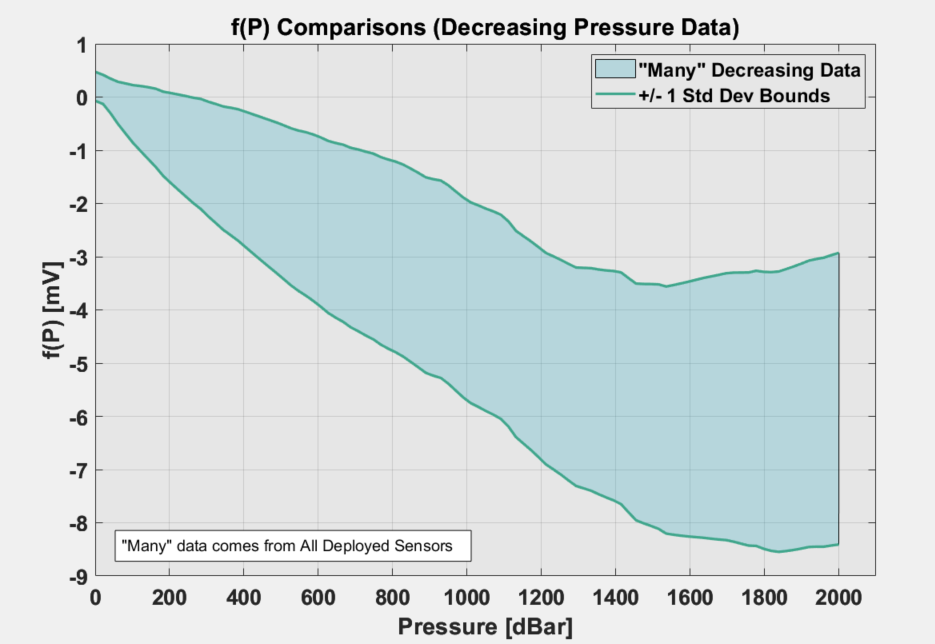 f(P) Comparisons (Decreasing Pressure Data)
"Many" Decreasing Data
+/- 1 Std Dev Bounds
1
0
-1
-2
-3
-4
-5
-6
-7
-8
-9
f(P) [mV]
"Many" data comes from All Deployed Sensors
0 200 400 600 800 1000 1200 1400 1600 1800 2000
Pressure [dBar]